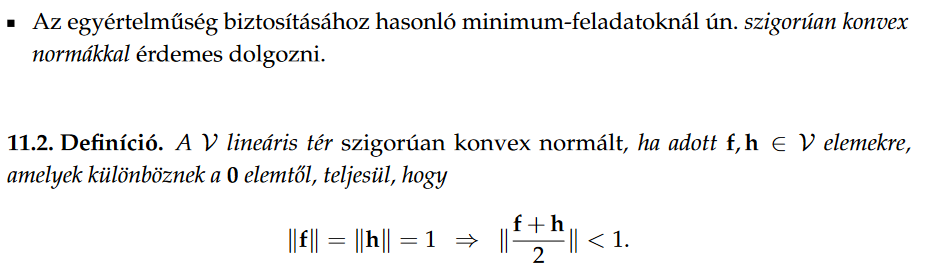 ▪ Az egyértelműség biztosításához hasonló minimum-feladatoknál ún. szigorúan konvex
normákkal érdemes dolgozni.
11.2. Definíció. A 𝒱 lineáris tér szigorúan konvex normált, ha adott f, h ∈ 𝒱 elemekre,
amelyek különböznek a 0 elemtől, teljesül, hogy
‖f‖ = ‖h‖ = 1 ⇒ ‖(f + h)/2‖ < 1.